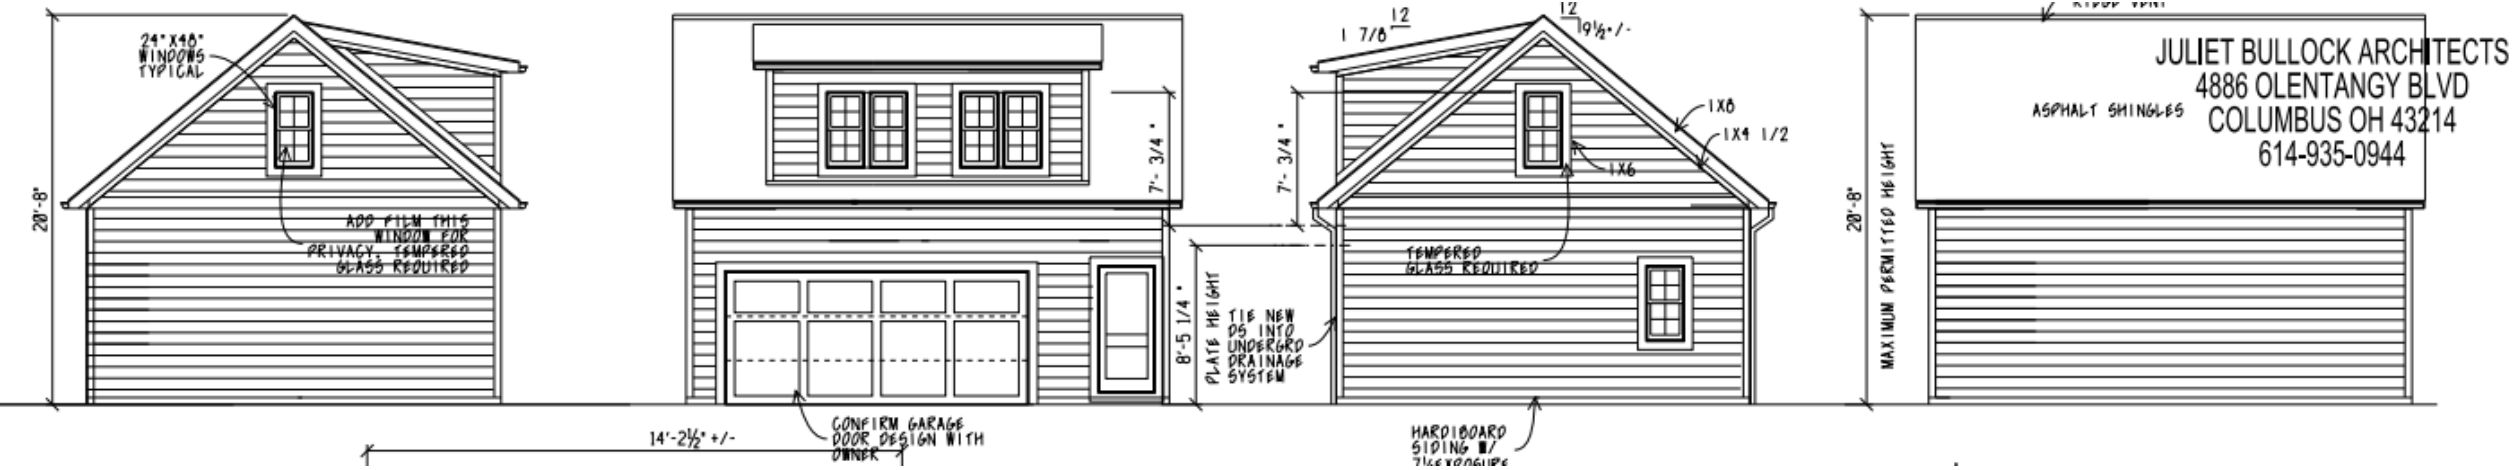 24"X48"
WINDOWS
TYPICAL
20'-8"
ADD FILM THIS
WINDOW FOR
PRIVACY. TEMPERED
GLASS REQUIRED
7'- 3/4 "
8'-5 1/4 "
PLATE HEIGHT
CONFIRM GARAGE
DOOR DESIGN WITH
OWNER
14'-2½" +/-
TIE NEW
DS INTO
UNDERGRD
DRAINAGE
SYSTEM
7'- 3/4 "
12
1 7/8
12
9½"+/-
1X8
1X4 1/2
1X6
TEMPERED
GLASS REQUIRED
HARDIBOARD
SIDING W/
20'-8"
MAXIMUM PERMITTED HEIGHT
RIDGE VENT
ASPHALT SHINGLES
JULIET BULLOCK ARCHITECTS
4886 OLENTANGY BLVD
COLUMBUS OH 43214
614-935-0944